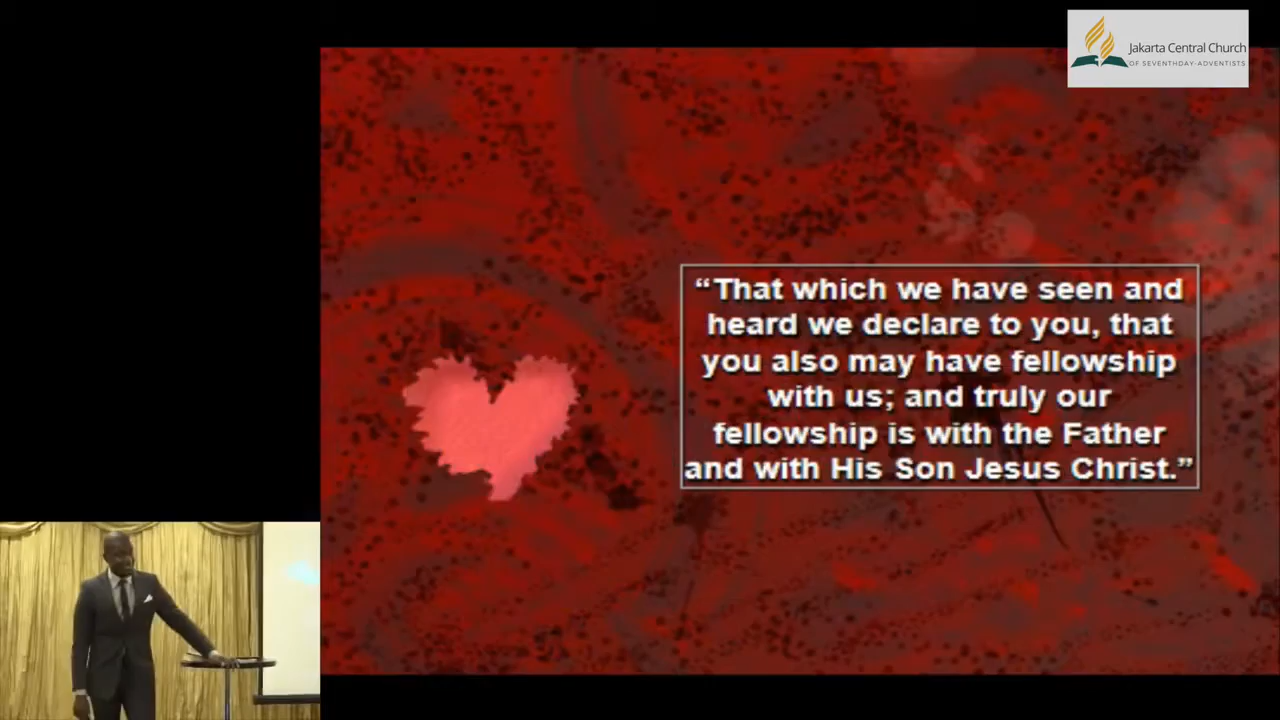 Jakarta Central Church
OF SEVENTHDAY-ADVENTISTS
“That which we have seen and
heard we declare to you, that
you also may have fellowship
with us; and truly our
fellowship is with the Father
and with His Son Jesus Christ.”